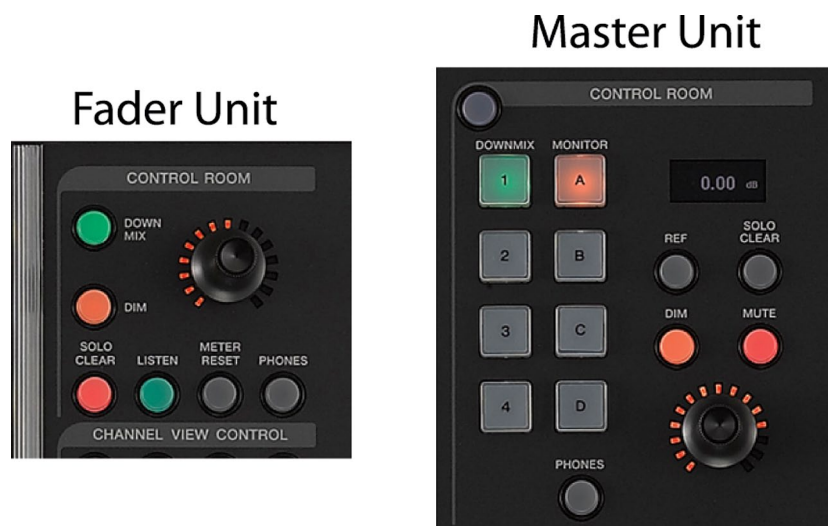 Master Unit
Fader Unit
CONTROL ROOM
DOWN
MIX
DIM
SOLO
CLEAR
LISTEN
METER
RESET
PHONES
CHANNEL VIEW CONTROL
CONTROL ROOM
DOWNMIX
MONITOR
1
A
0.00 dB
2
B
REF
SOLO
CLEAR
3
C
DIM
MUTE
4
D
PHONES